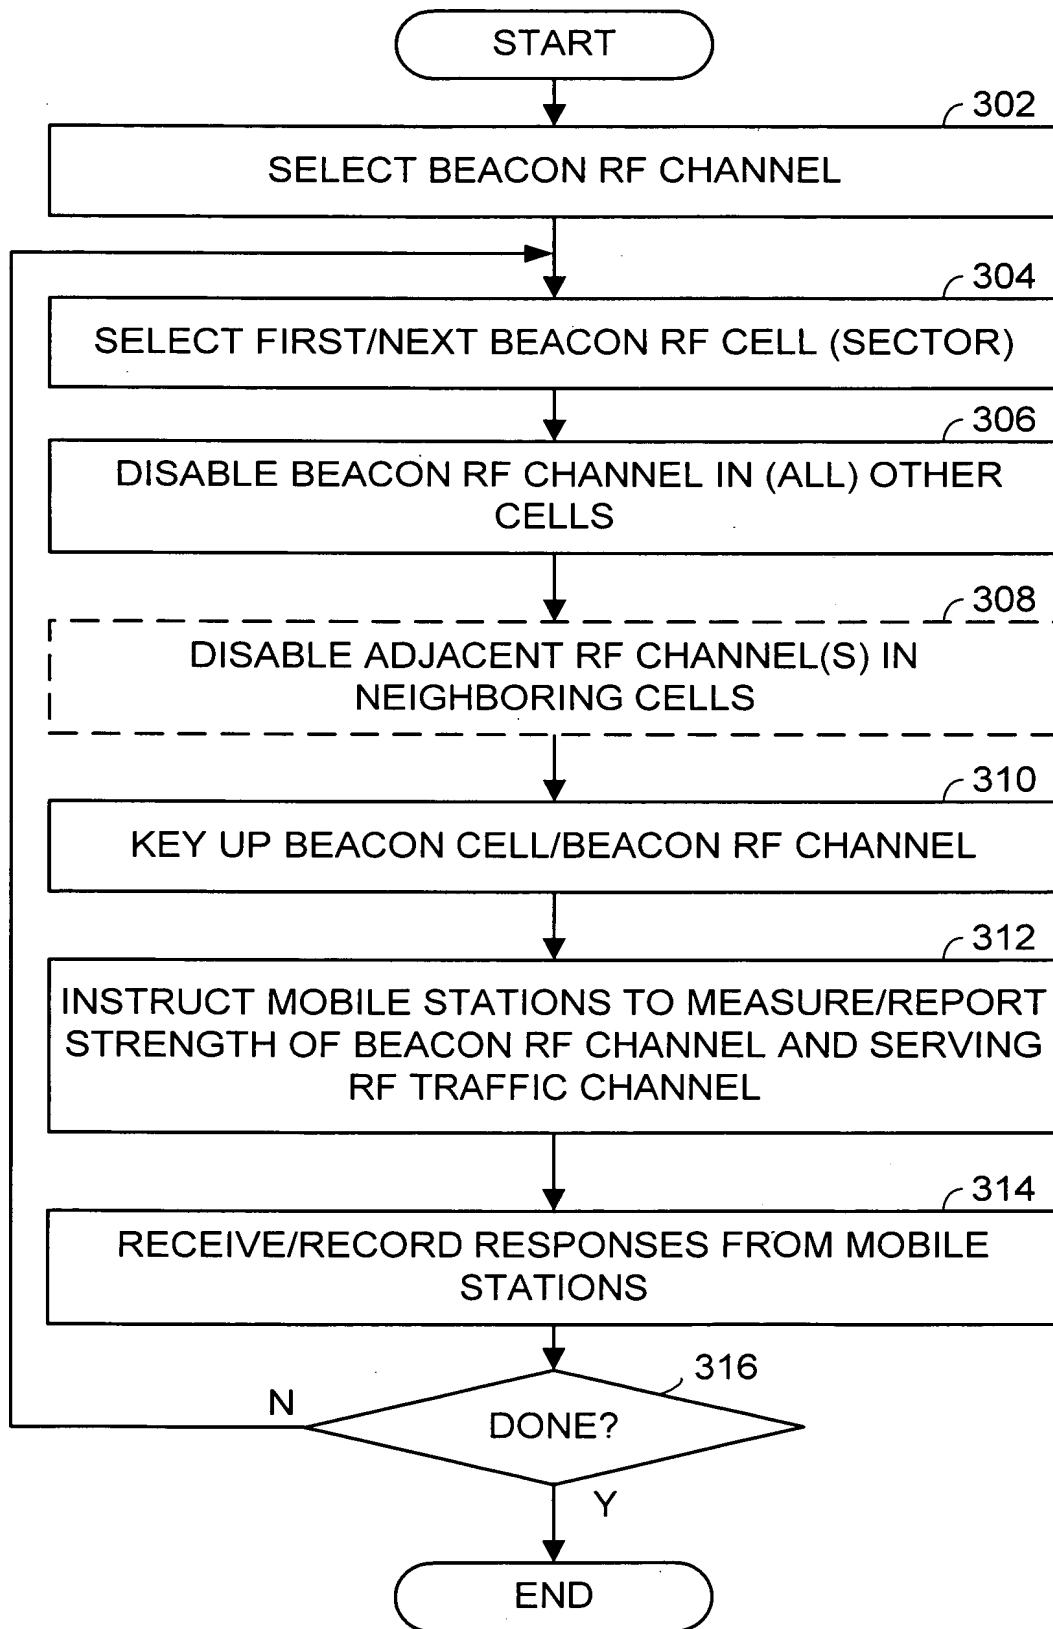 START
302
SELECT BEACON RF CHANNEL
304
SELECT FIRST/NEXT BEACON RF CELL (SECTOR)
306
DISABLE BEACON RF CHANNEL IN (ALL) OTHER
CELLS
308
DISABLE ADJACENT RF CHANNEL(S) IN
NEIGHBORING CELLS
310
KEY UP BEACON CELL/BEACON RF CHANNEL
312
INSTRUCT MOBILE STATIONS TO MEASURE/REPORT
STRENGTH OF BEACON RF CHANNEL AND SERVING
RF TRAFFIC CHANNEL
314
RECEIVE/RECORD RESPONSES FROM MOBILE
STATIONS
316
N
DONE?
Y
END